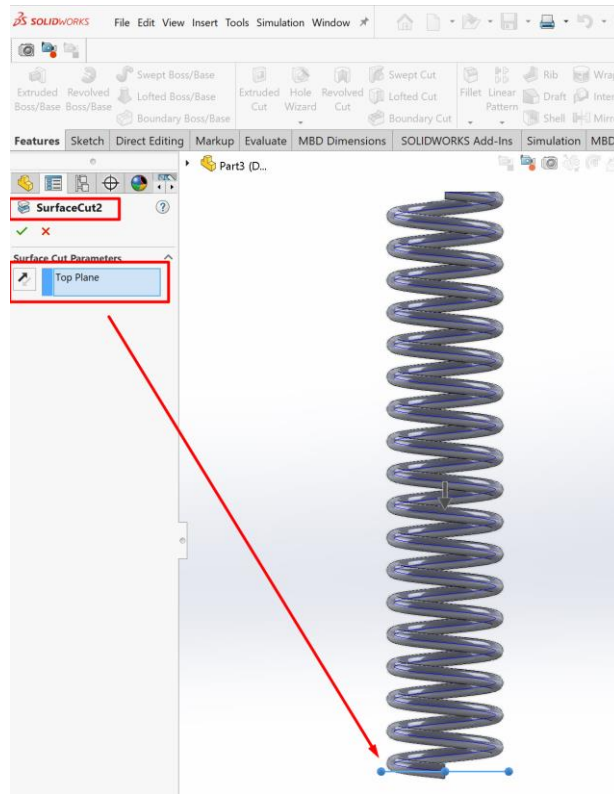 SOLIDWORKS File Edit View Insert Tools Simulation Window
Extruded Boss/Base
Revolved Boss/Base
Swept Boss/Base
Lofted Boss/Base
Boundary Boss/Base
Extruded Cut
Hole Wizard
Revolved Cut
Swept Cut
Lofted Cut
Boundary Cut
Fillet
Linear Pattern
Rib
Draft
Shell
Features Sketch Direct Editing Markup Evaluate MBD Dimensions SOLIDWORKS Add-Ins Simulation MBD
Part3 (D...
SurfaceCut2
Surface Cut Parameters
Top Plane